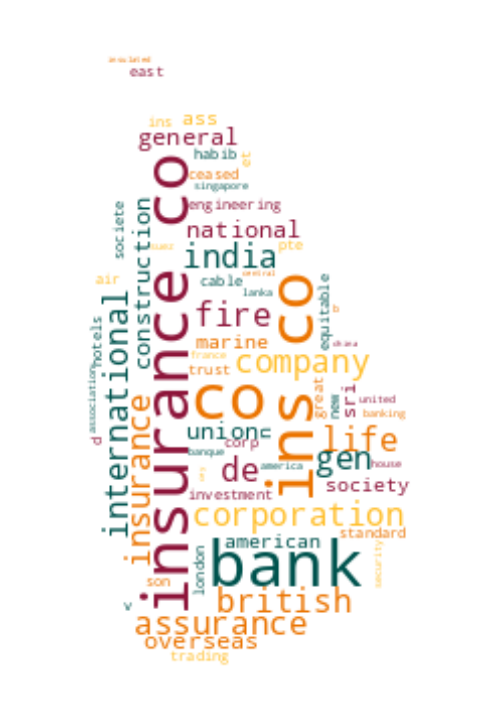 insulated
east
ins
ass
general
habib
et
ceased
singapore
insurance co
engineering
societe
construction
national
suez
india
pte
central
air
cable
lanka
ins co
equitable
international
fire
b
hotels
marine
china
france
company
trust
association
insurance
co
great
new
sri
united
banking
union
c
life
d
corp
banque
gen
de
america
house
investment
society
corporation
standard
american
bank
london
security
son
v
british
assurance
overseas
trading